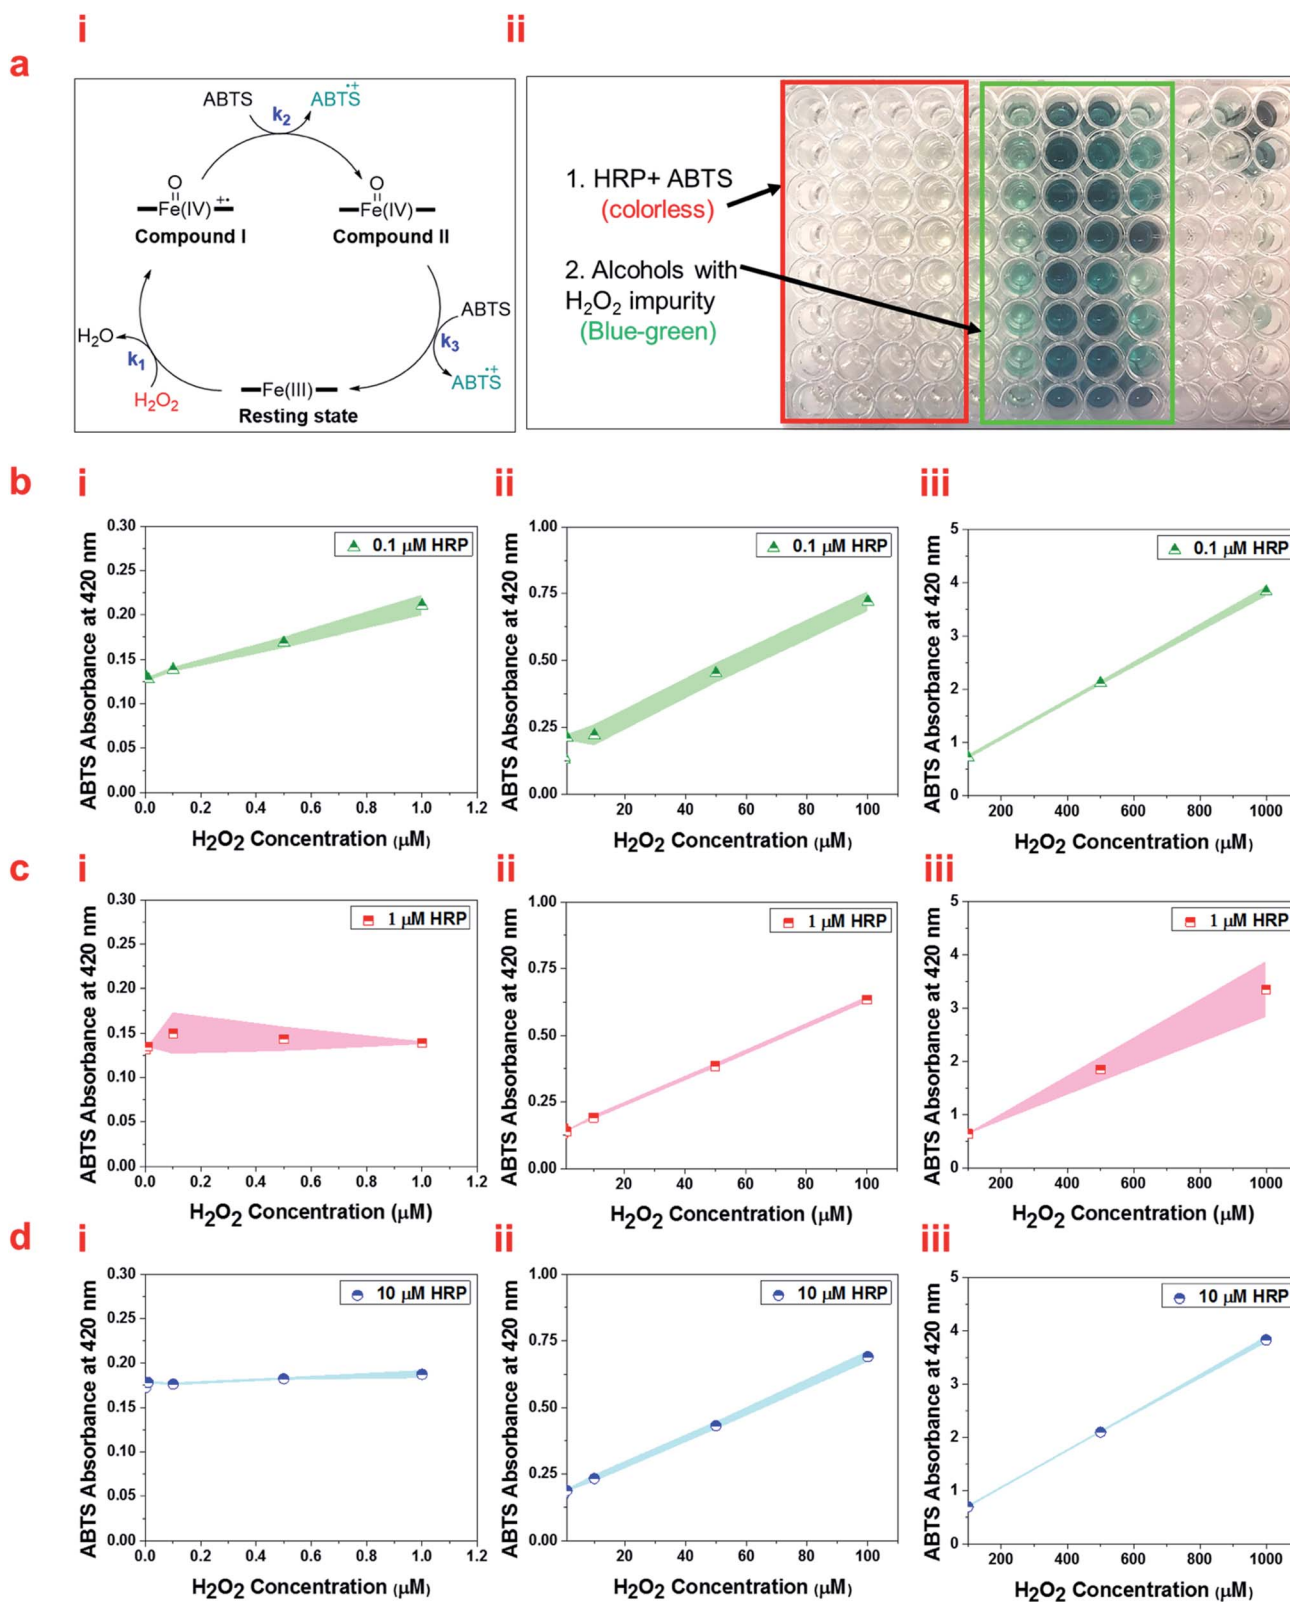 i
ii
a
ABTS
ABTS•+
k2
O
Fe(IV)
+•
Compound I
O
Fe(IV)
Compound II
ABTS
k3
ABTS•+
H2O
k1
H2O2
Fe(III)
Resting state
1. HRP+ ABTS
(colorless)
2. Alcohols with
H2O2 impurity
(Blue-green)
b
i
ABTS Absorbance at 420 nm
0.30
0.25
0.20
0.15
0.10
0.05
0.00
0.1 μM HRP
0.0 0.2 0.4 0.6 0.8 1.0 1.2
H2O2 Concentration (μM)
ii
ABTS Absorbance at 420 nm
1.00
0.75
0.50
0.25
0.00
0.1 μM HRP
20 40 60 80 100
H2O2 Concentration (μM)
iii
ABTS Absorbance at 420 nm
5
4
3
2
1
0
0.1 μM HRP
200 400 600 800 1000
H2O2 Concentration (μM)
c
i
ABTS Absorbance at 420 nm
0.30
0.25
0.20
0.15
0.10
0.05
0.00
1 μM HRP
0.0 0.2 0.4 0.6 0.8 1.0 1.2
H2O2 Concentration (μM)
ii
ABTS Absorbance at 420 nm
1.00
0.75
0.50
0.25
0.00
1 μM HRP
20 40 60 80 100
H2O2 Concentration (μM)
iii
ABTS Absorbance at 420 nm
5
4
3
2
1
0
1 μM HRP
200 400 600 800 1000
H2O2 Concentration (μM)
d
i
ABTS Absorbance at 420 nm
0.30
0.25
0.20
0.15
0.10
0.05
0.00
10 μM HRP
0.0 0.2 0.4 0.6 0.8 1.0 1.2
H2O2 Concentration (μM)
ii
ABTS Absorbance at 420 nm
1.00
0.75
0.50
0.25
0.00
10 μM HRP
20 40 60 80 100
H2O2 Concentration (μM)
iii
ABTS Absorbance at 420 nm
5
4
3
2
1
0
10 μM HRP
200 400 600 800 1000
H2O2 Concentration (μM)